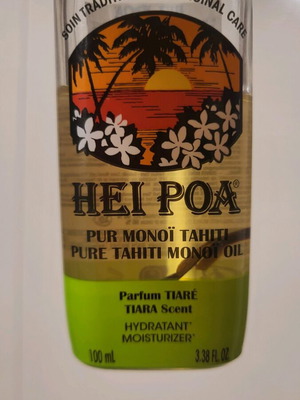 SOIN TRADITI
INAL CARE
HEI POA®
PUR MONOÏ TAHITI
PURE TAHITI MONOÏ OIL
Parfum TIARÉ
TIARA Scent
HYDRATANT*
MOISTURIZER*
100 ml 3.38 FL. OZ.